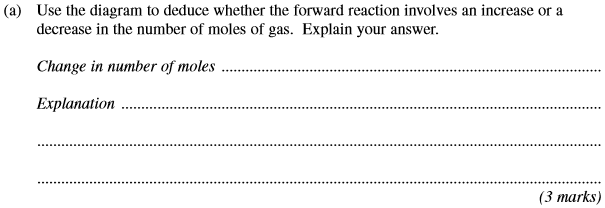 (a) Use the diagram to deduce whether the forward reaction involves an increase or a
decrease in the number of moles of gas. Explain your answer.
Change in number of moles ................................................................................................
Explanation ........................................................................................................................
.............................................................................................................................................
.............................................................................................................................................
(3 marks)